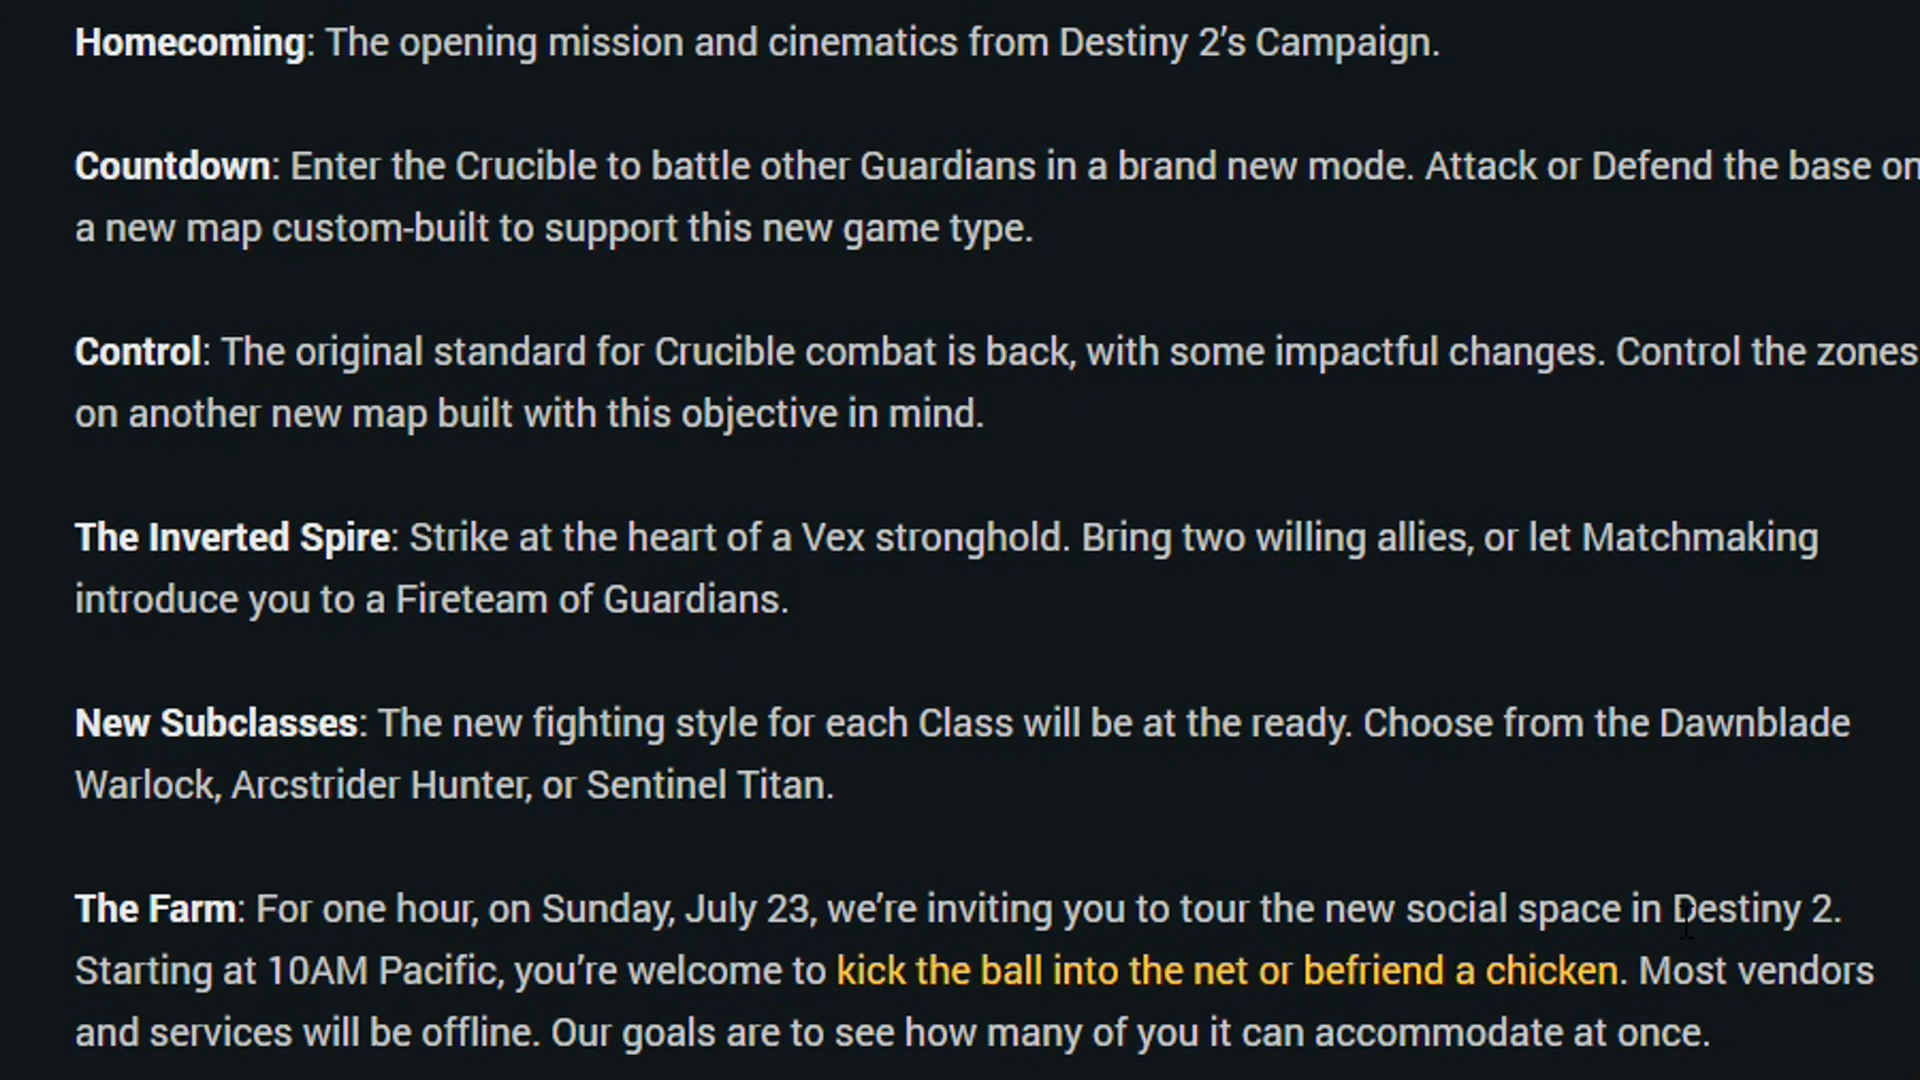 Homecoming: The opening mission and cinematics from Destiny 2’s Campaign.
Countdown: Enter the Crucible to battle other Guardians in a brand new mode. Attack or Defend the base on
a new map custom-built to support this new game type.
Control: The original standard for Crucible combat is back, with some impactful changes. Control the zones
on another new map built with this objective in mind.
The Inverted Spire: Strike at the heart of a Vex stronghold. Bring two willing allies, or let Matchmaking
introduce you to a Fireteam of Guardians.
New Subclasses: The new fighting style for each Class will be at the ready. Choose from the Dawnblade
Warlock, Arcstrider Hunter, or Sentinel Titan.
The Farm: For one hour, on Sunday, July 23, we’re inviting you to tour the new social space in Destiny 2.
Starting at 10AM Pacific, you’re welcome to kick the ball into the net or befriend a chicken. Most vendors
and services will be offline. Our goals are to see how many of you it can accommodate at once.